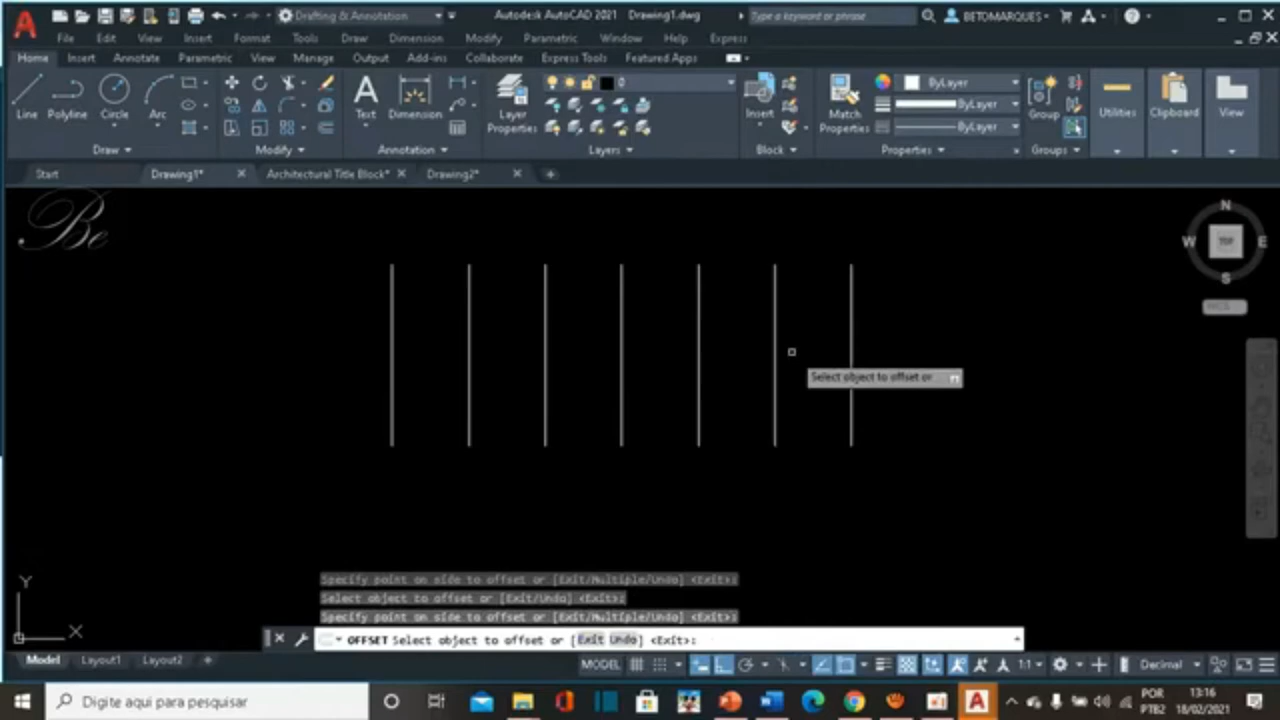 Drafting & Annotation
Autodesk AutoCAD 2021 Drawing1.dwg
Type a keyword or phrase
BETOMARQUES
File Edit View Insert Format Tools Draw Dimension Modify Parametric Window Help Express
Home Insert Annotate Parametric View Manage Output Add-ins Collaborate Express Tools Featured Apps
0
ByLayer
ByLayer
ByLayer
Line Polyline Circle Arc
Text Dimension
Layer
Properties
Insert
Match
Properties
Group
Utilities
Clipboard
View
Draw Modify Annotation Layers Block Properties Groups
Start Drawing1* Architectural Title Block* Drawing2*
Be
N
W TOP E
S
WCS
Select object to offset or
Y
X
Specify point on side to offset or [Exit/Multiple/Undo] <Exit>:
Select object to offset or [Exit/Undo] <Exit>:
Specify point on side to offset or [Exit/Multiple/Undo] <Exit>:
OFFSET Select object to offset or [Exit Undo] <Exit>:
Model Layout1 Layout2 +
MODEL
1:1
Decimal
Digite aqui para pesquisar
POR
PTB2
13:16
18/02/2021